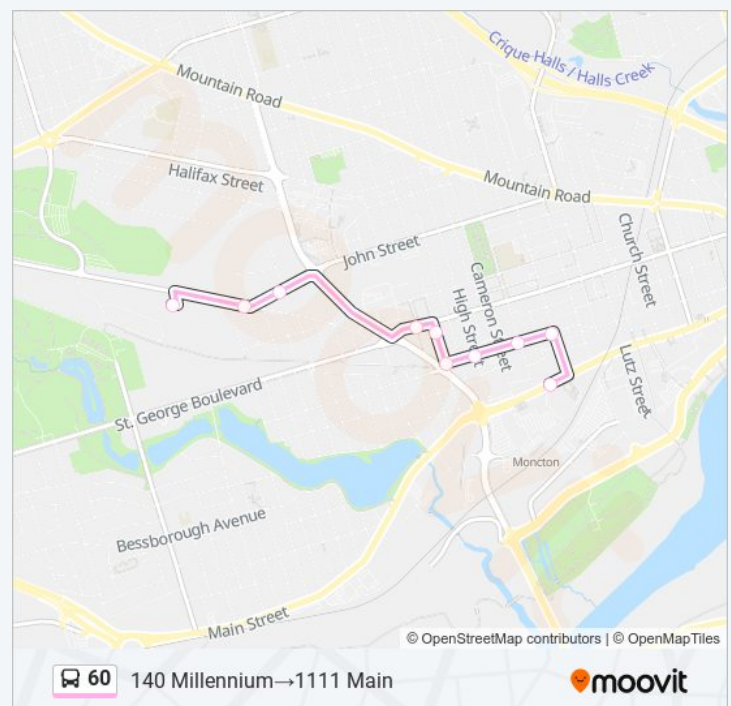 Crique Halls / Halls Creek
Mountain Road
Halifax Street
Mountain Road
John Street
Church Street
Cameron Street
High Street
Lutz Street
St. George Boulevard
Moncton
Bessborough Avenue
Main Street
© OpenStreetMap contributors | © OpenMapTiles
60 140 Millennium→1111 Main moovit